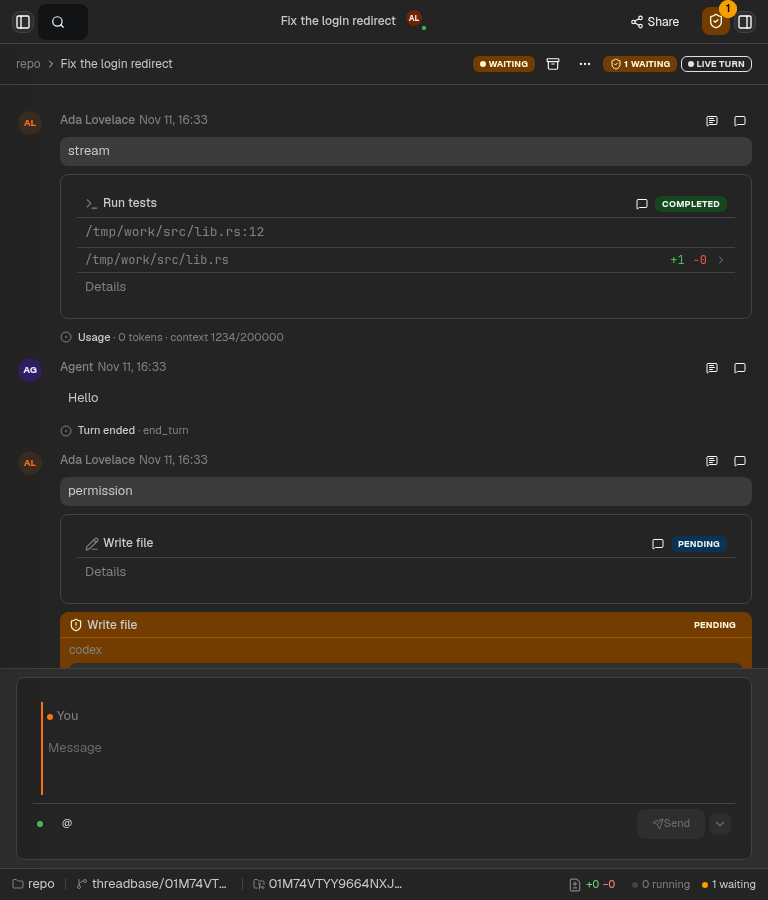 Fix the login redirect AL Share 1
repo > Fix the login redirect WAITING 1 WAITING LIVE TURN
AL Ada Lovelace Nov 11, 16:33
stream
Run tests COMPLETED
/tmp/work/src/lib.rs:12
/tmp/work/src/lib.rs +1 -0
Details
Usage · 0 tokens · context 1234/200000
AG Agent Nov 11, 16:33
Hello
Turn ended · end_turn
AL Ada Lovelace Nov 11, 16:33
permission
Write file PENDING
Details
Write file PENDING
codex
You
Message
@ Send
repo threadbase/01M74VT... 01M74VTYY9664NXJ... +0 −0 0 running 1 waiting